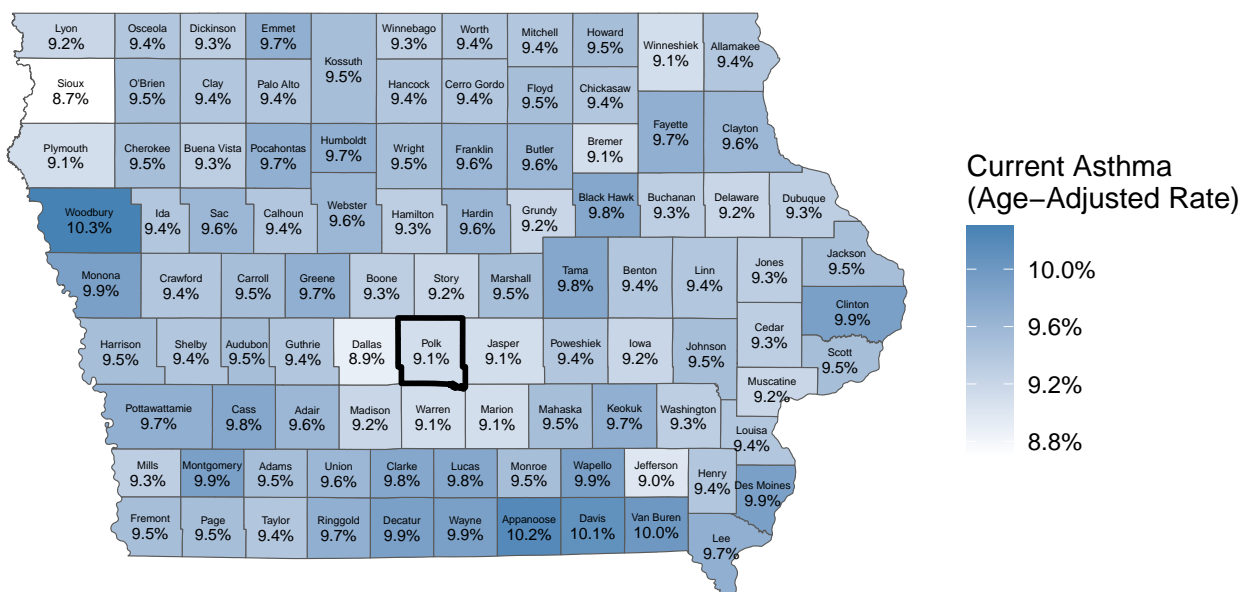 Lyon
9.2%
Osceola
9.4%
Dickinson
9.3%
Emmet
9.7%
Kossuth
9.5%
Winnebago
9.3%
Worth
9.4%
Mitchell
9.4%
Howard
9.5%
Winneshiek
9.1%
Allamakee
9.4%
Sioux
8.7%
O'Brien
9.5%
Clay
9.4%
Palo Alto
9.4%
Hancock
9.4%
Cerro Gordo
9.4%
Floyd
9.5%
Chickasaw
9.4%
Fayette
9.7%
Clayton
9.6%
Plymouth
9.1%
Cherokee
9.5%
Buena Vista
9.3%
Pocahontas
9.7%
Humboldt
9.7%
Wright
9.5%
Franklin
9.6%
Butler
9.6%
Bremer
9.1%
Woodbury
10.3%
Ida
9.4%
Sac
9.6%
Calhoun
9.4%
Webster
9.6%
Hamilton
9.3%
Hardin
9.6%
Grundy
9.2%
Black Hawk
9.8%
Buchanan
9.3%
Delaware
9.2%
Dubuque
9.3%
Monona
9.9%
Crawford
9.4%
Carroll
9.5%
Greene
9.7%
Boone
9.3%
Story
9.2%
Marshall
9.5%
Tama
9.8%
Benton
9.4%
Linn
9.4%
Jones
9.3%
Jackson
9.5%
Clinton
9.9%
Harrison
9.5%
Shelby
9.4%
Audubon
9.5%
Guthrie
9.4%
Dallas
8.9%
Polk
9.1%
Jasper
9.1%
Poweshiek
9.4%
Iowa
9.2%
Johnson
9.5%
Cedar
9.3%
Scott
9.5%
Muscatine
9.2%
Pottawattamie
9.7%
Cass
9.8%
Adair
9.6%
Madison
9.2%
Warren
9.1%
Marion
9.1%
Mahaska
9.5%
Keokuk
9.7%
Washington
9.3%
Louisa
9.4%
Mills
9.3%
Montgomery
9.9%
Adams
9.5%
Union
9.6%
Clarke
9.8%
Lucas
9.8%
Monroe
9.5%
Wapello
9.9%
Jefferson
9.0%
Henry
9.4%
Des Moines
9.9%
Fremont
9.5%
Page
9.5%
Taylor
9.4%
Ringgold
9.7%
Decatur
9.9%
Wayne
9.9%
Appanoose
10.2%
Davis
10.1%
Van Buren
10.0%
Lee
9.7%
Current Asthma
(Age−Adjusted Rate)
10.0%
9.6%
9.2%
8.8%